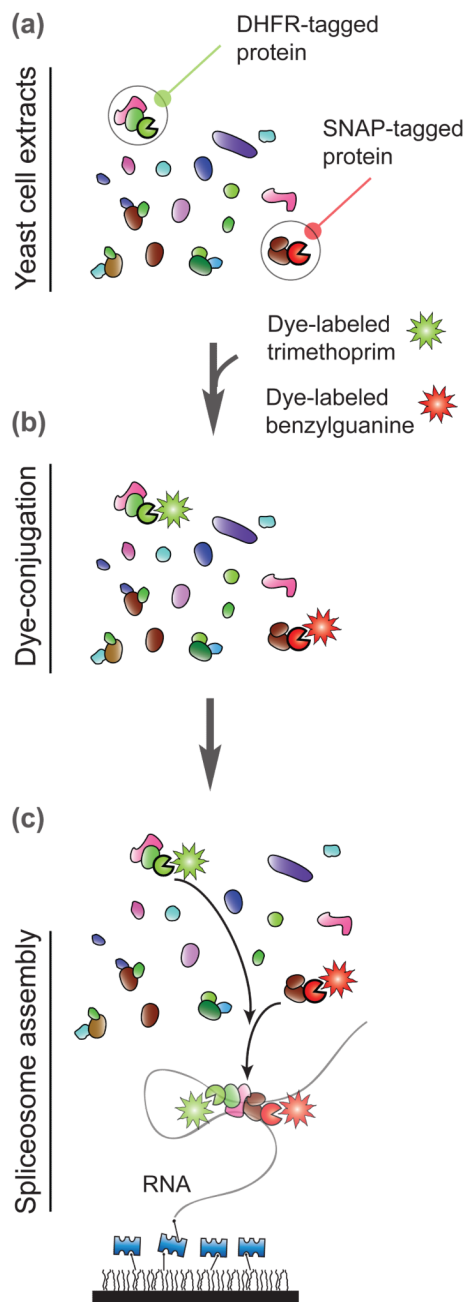 (a)
DHFR-tagged
protein
SNAP-tagged
protein
Yeast cell extracts
Dye-labeled
trimethoprim
Dye-labeled
benzylguanine
(b)
Dye-conjugation
(c)
Spliceosome assembly
RNA